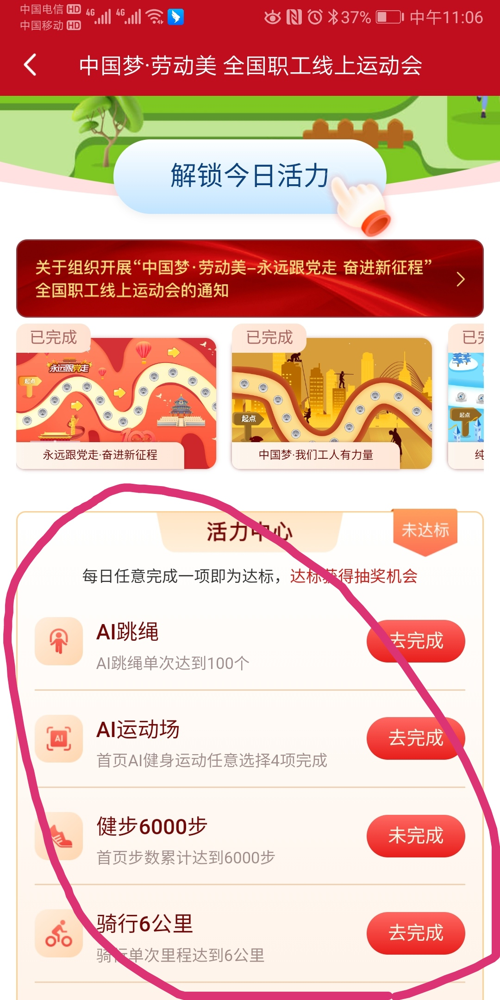 中国电信 HD 4G 4G 37% 中午11:06
中国移动 HD
中国梦·劳动美 全国职工线上运动会
解锁今日活力
关于组织开展“中国梦·劳动美–永远跟党走 奋进新征程”
全国职工线上运动会的通知
已完成
永远跟党走
起点
永远跟党走·奋进新征程
已完成
起点
中国梦·我们工人有力量
已
起点
纯
活力中心
未达标
每日任意完成一项即为达标，达标获得抽奖机会
AI跳绳
AI跳绳单次达到100个
去完成
AI
AI运动场
首页AI健身运动任意选择4项完成
去完成
健步6000步
首页步数累计达到6000步
未完成
骑行6公里
骑行单次里程达到6公里
去完成